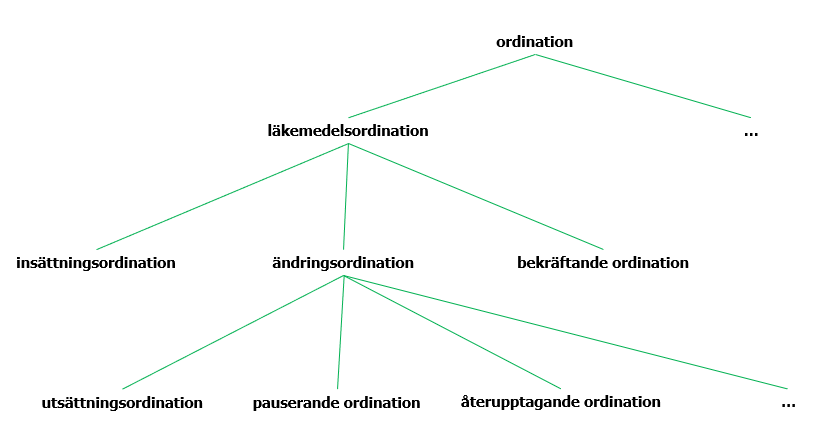 ordination
läkemedelsordination
...
insättningsordination
ändringsordination
bekräftande ordination
utsättningsordination
pauserande ordination
återupptagande ordination
...